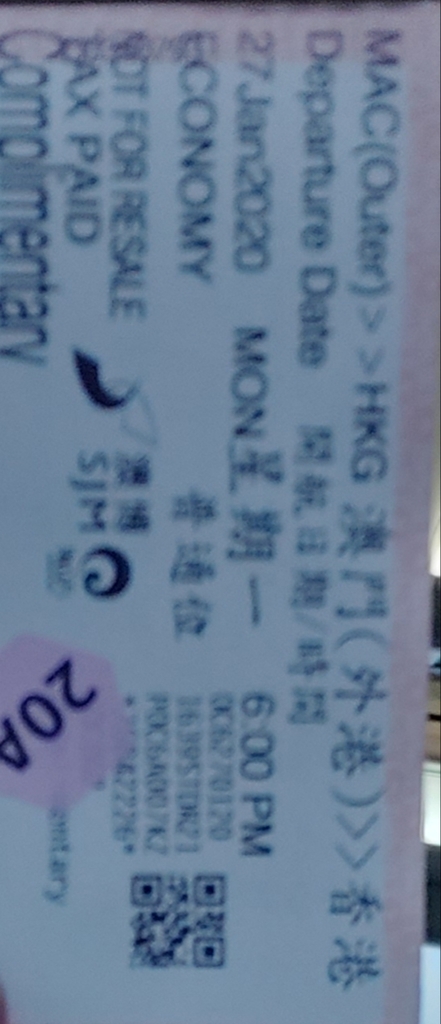 MAC(Outer)>>HKG 澳門(外港)>>香港
Departure Date 開航日期/時間
27Jan2020 MON星期一 6:00 PM
ECONOMY 普通位
NOT FOR RESALE 澳博
TAX PAID SJM
Complimentary
20A
entary